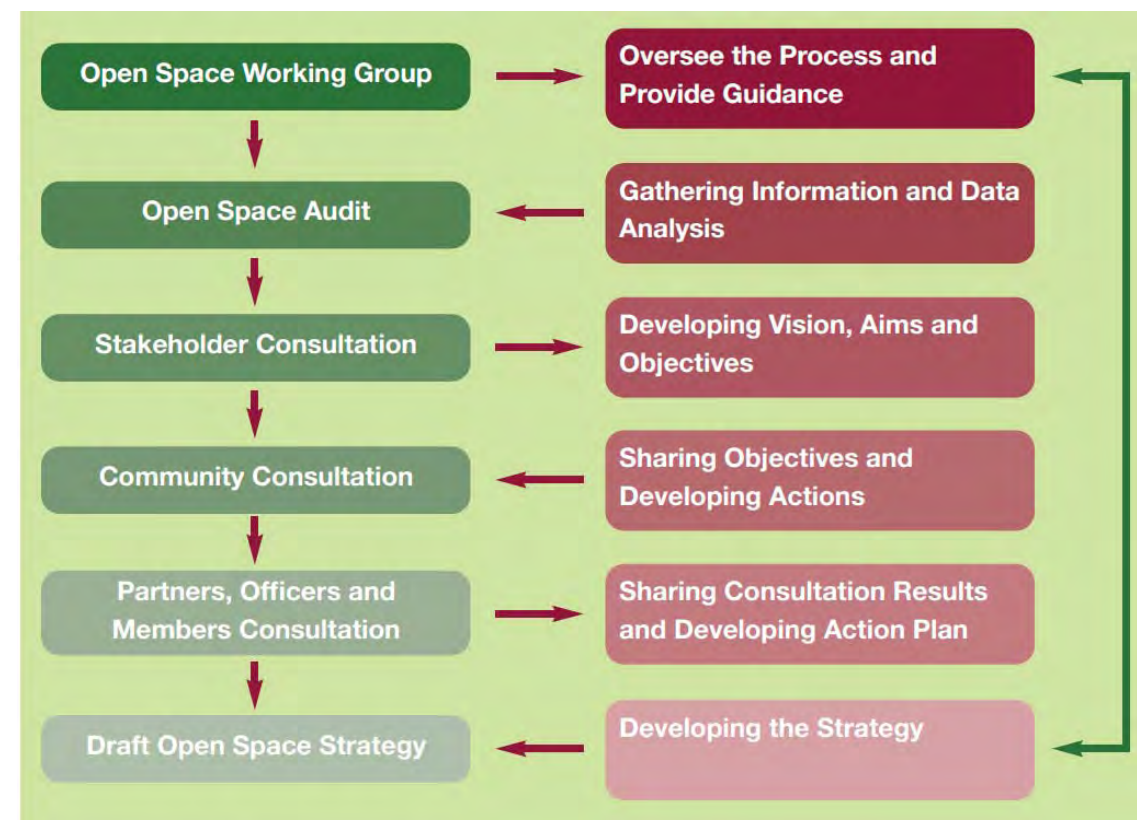 Open Space Working Group
Oversee the Process and
Provide Guidance
Open Space Audit
Gathering Information and Data
Analysis
Stakeholder Consultation
Developing Vision, Aims and
Objectives
Community Consultation
Sharing Objectives and
Developing Actions
Partners, Officers and
Members Consultation
Sharing Consultation Results
and Developing Action Plan
Draft Open Space Strategy
Developing the Strategy